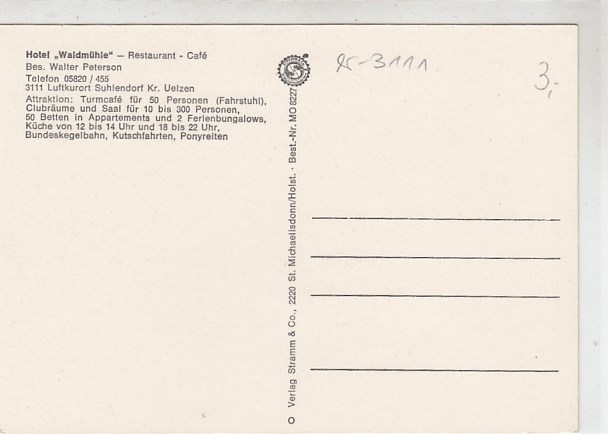 Hotel „Waldmühle“ — Restaurant - Café
Bes. Walter Peterson
Telefon 05820 / 455
3111 Luftkurort Suhlendorf Kr. Uelzen
Attraktion: Turmcafé für 50 Personen (Fahrstuhl),
Clubräume und Saal für 10 bis 300 Personen,
50 Betten in Appartements und 2 Ferienbungalows,
Küche von 12 bis 14 Uhr und 18 bis 22 Uhr,
Bundeskegelbahn, Kutschfahrten, Ponyreiten
O Verlag Stramm & Co., 2220 St. Michaelisdonn/Holst. · Best.-Nr. MO 8227
3111
3,-